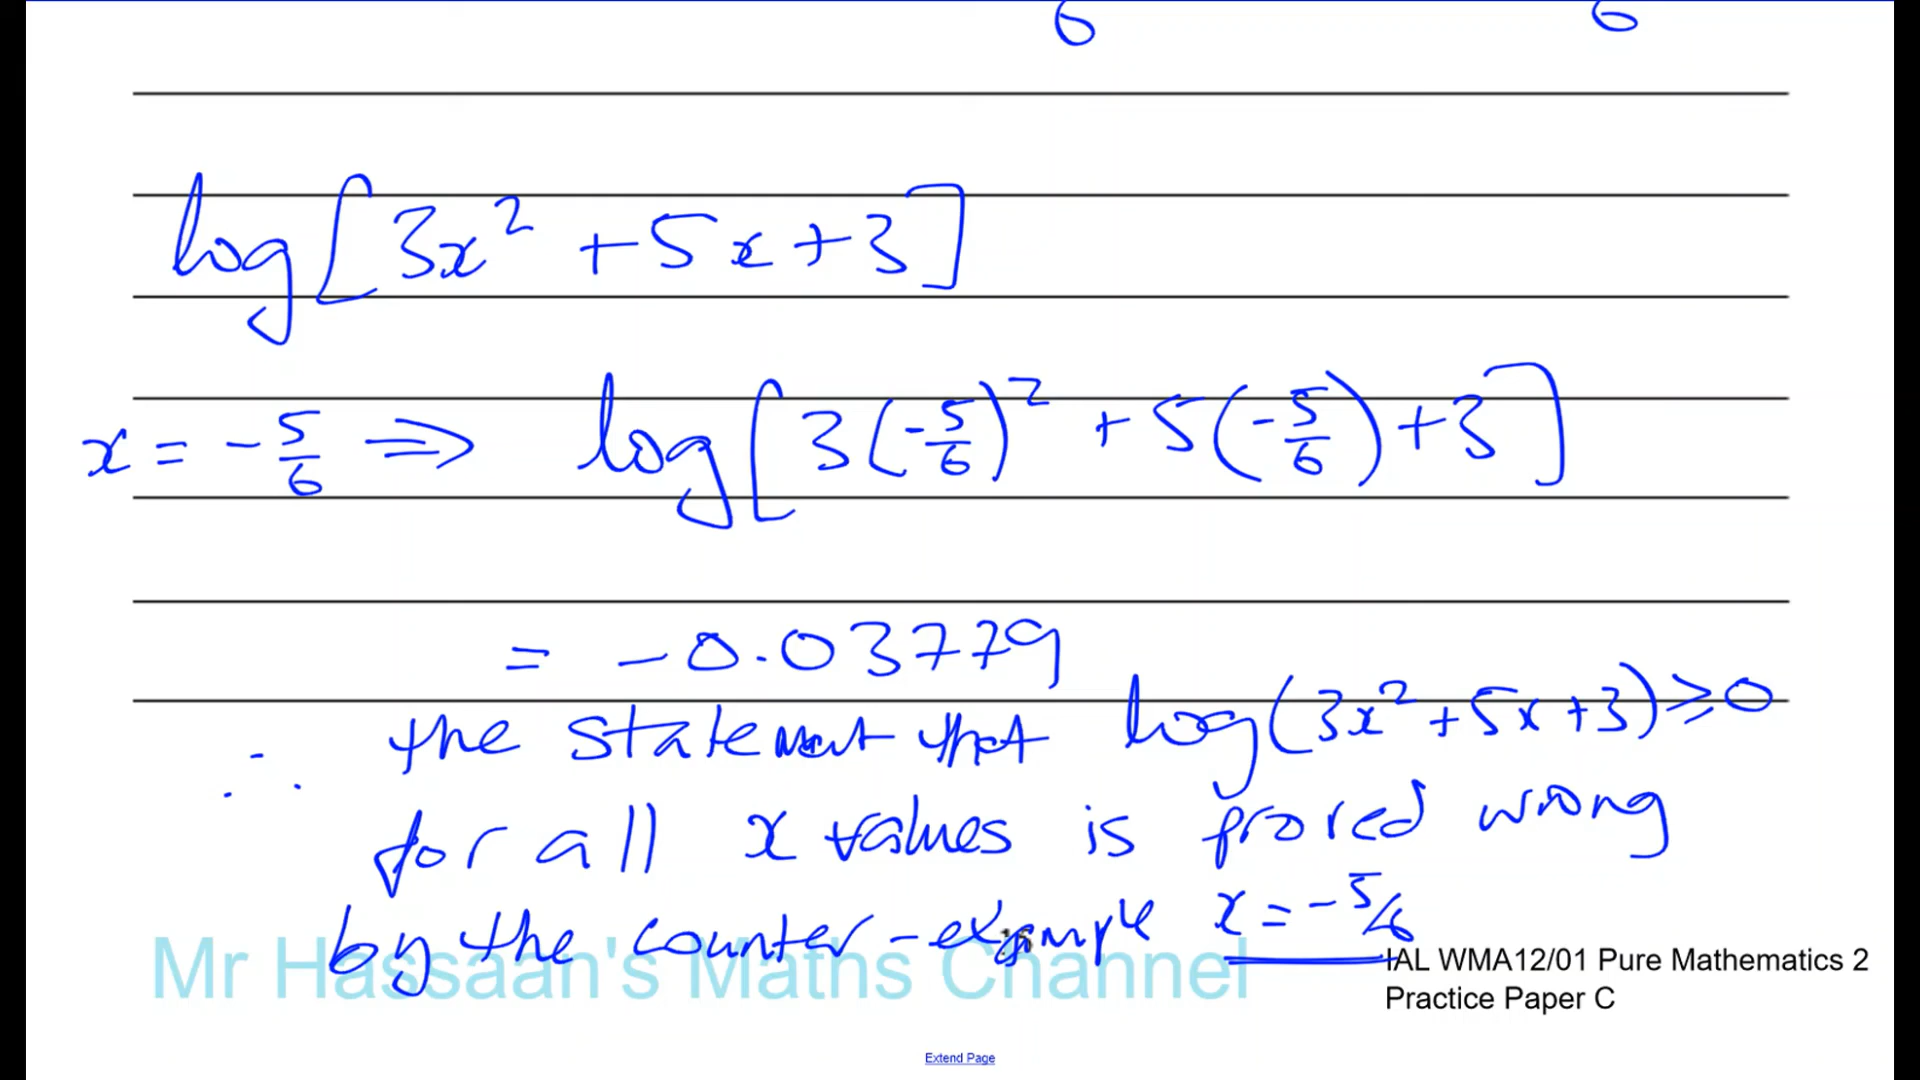 6 6
log[3x² + 5x + 3]
x = -5/6 ⇒ log[3(-5/6)² + 5(-5/6) + 3]
= -0.03779
∴ the statement that log(3x² + 5x + 3) ≥ 0
for all x values is proved wrong
by the counter-example x = -5/6
Mr Hassaan's Maths Channel
IAL WMA12/01 Pure Mathematics 2
Practice Paper C
Extend Page